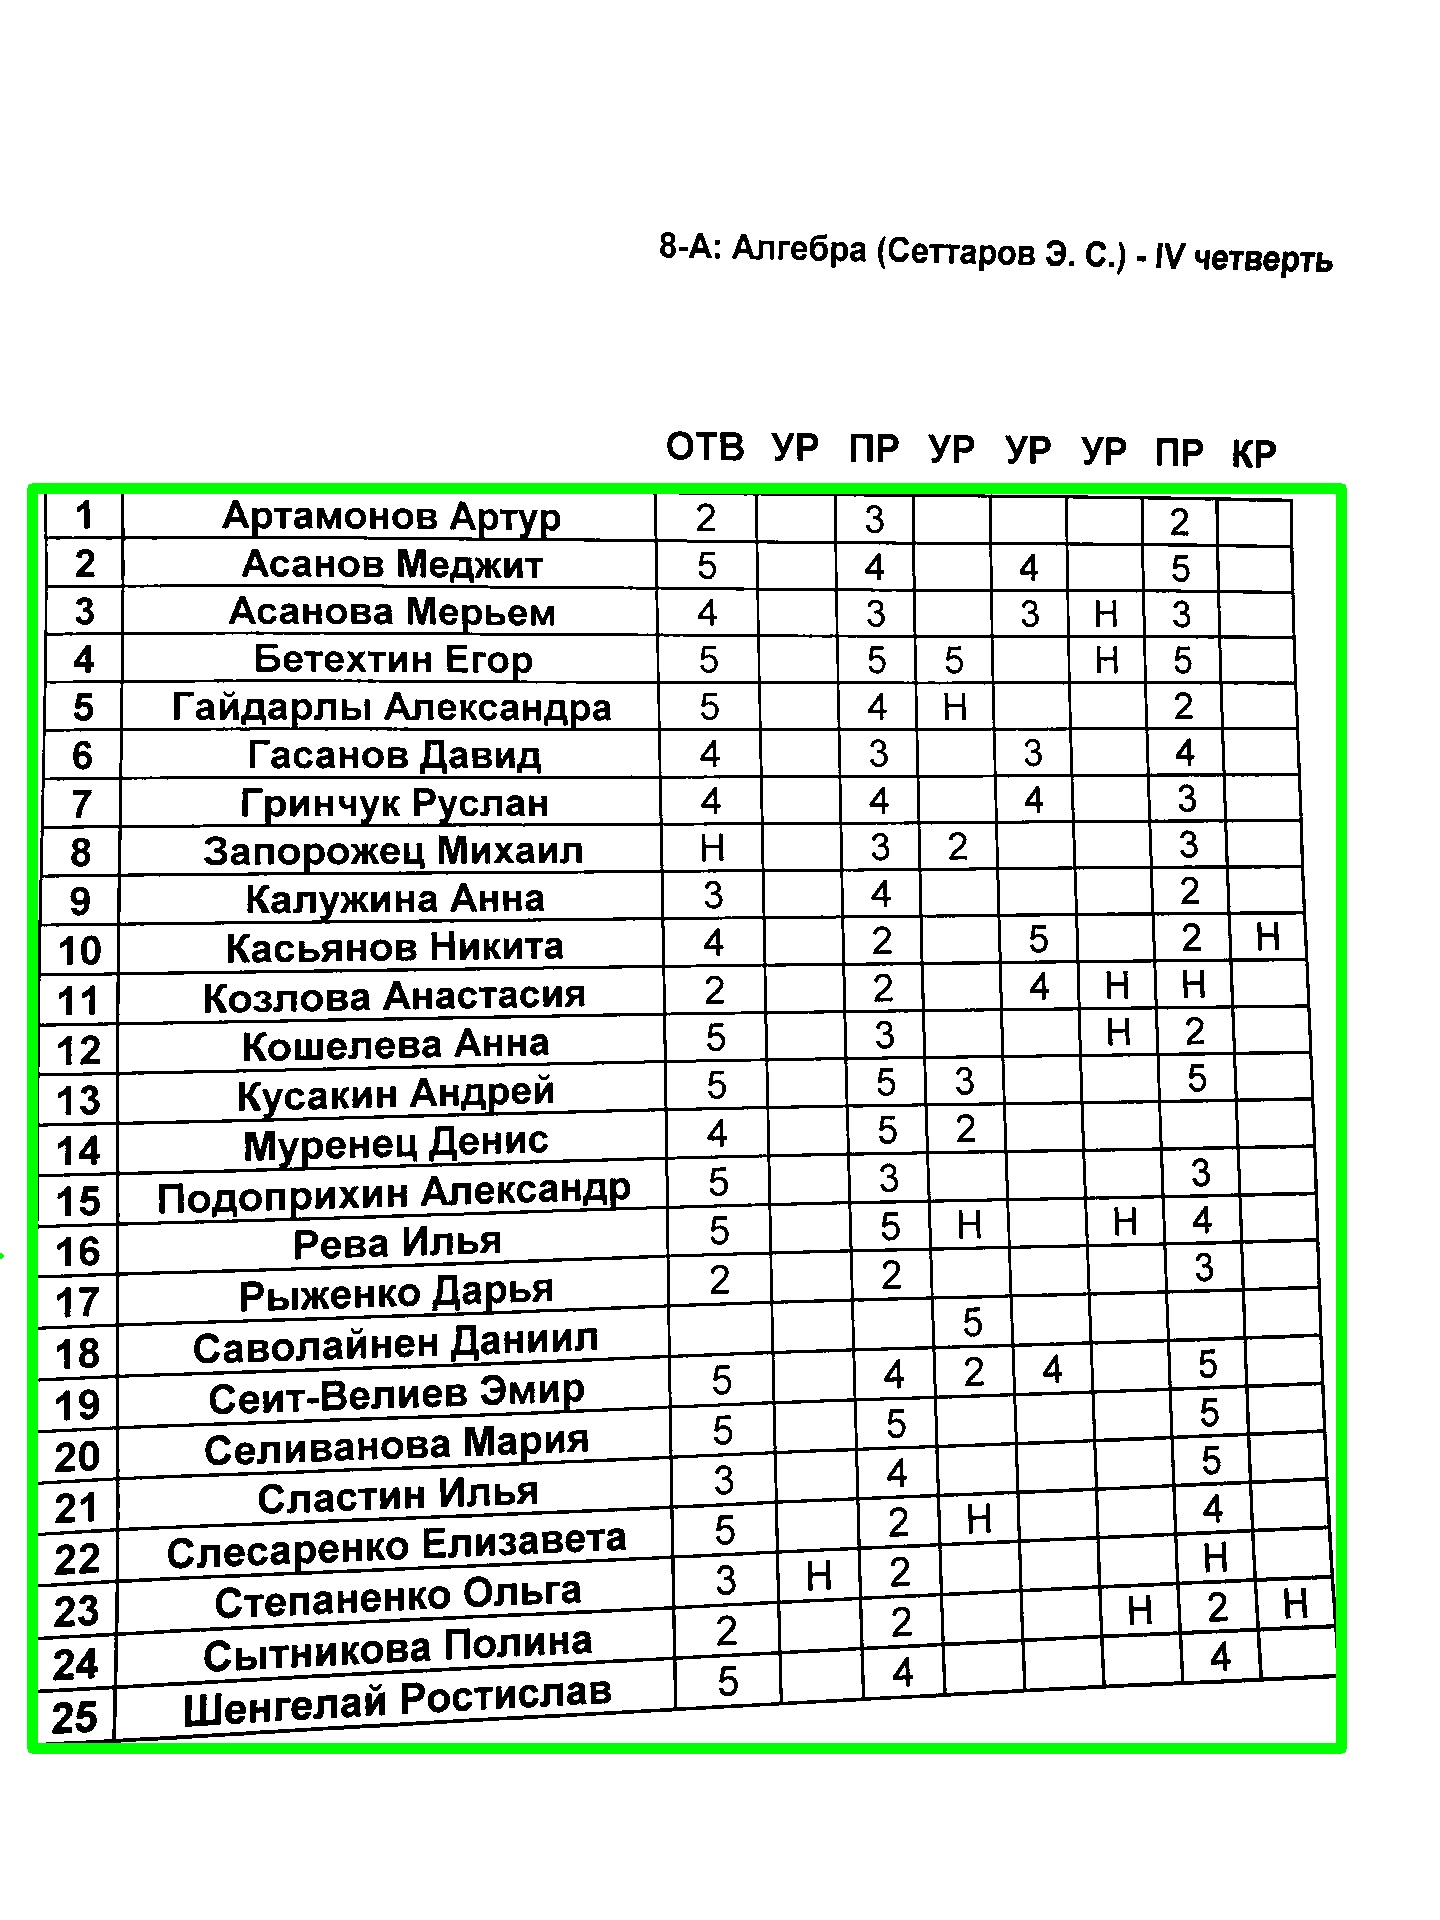 8-А: Алгебра (Сеттаров Э. С.) - IV четверть
ОТВ УР ПР УР УР УР ПР КР
1 Артамонов Артур 2 3 2
2 Асанов Меджит 5 4 4 5
3 Асанова Мерьем 4 3 3 Н 3
4 Бетехтин Егор 5 5 5 Н 5
5 Гайдарлы Александра 5 4 Н 2
6 Гасанов Давид 4 3 3 4
7 Гринчук Руслан 4 4 4 3
8 Запорожец Михаил Н 3 2 3
9 Калужина Анна 3 4 2
10 Касьянов Никита 4 2 5 2 Н
11 Козлова Анастасия 2 2 4 Н Н
12 Кошелева Анна 5 3 Н 2
13 Кусакин Андрей 5 5 3 5
14 Муренец Денис 4 5 2
15 Подоприхин Александр 5 3 3
16 Рева Илья 5 5 Н Н 4
17 Рыженко Дарья 2 2 3
18 Саволайнен Даниил 5
19 Сеит-Велиев Эмир 5 4 2 4 5
20 Селиванова Мария 5 5 5
21 Сластин Илья 3 4 5
22 Слесаренко Елизавета 5 2 Н 4
23 Степаненко Ольга 3 Н 2 Н
24 Сытникова Полина 2 2 Н 2 Н
25 Шенгелай Ростислав 5 4 4